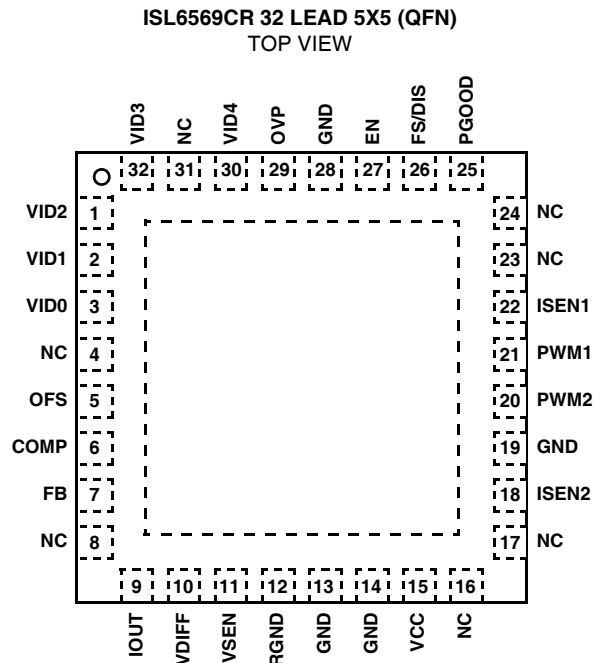 ISL6569CR 32 LEAD 5X5 (QFN)
TOP VIEW
VID3 NC VID4 OVP GND EN FS/DIS PGOOD
32 31 30 29 28 27 26 25
VID2 1 24 NC
VID1 2 23 NC
VID0 3 22 ISEN1
NC 4 21 PWM1
OFS 5 20 PWM2
COMP 6 19 GND
FB 7 18 ISEN2
NC 8 17 NC
9 10 11 12 13 14 15 16
IOUT VDIFF VSEN RGND GND GND VCC NC